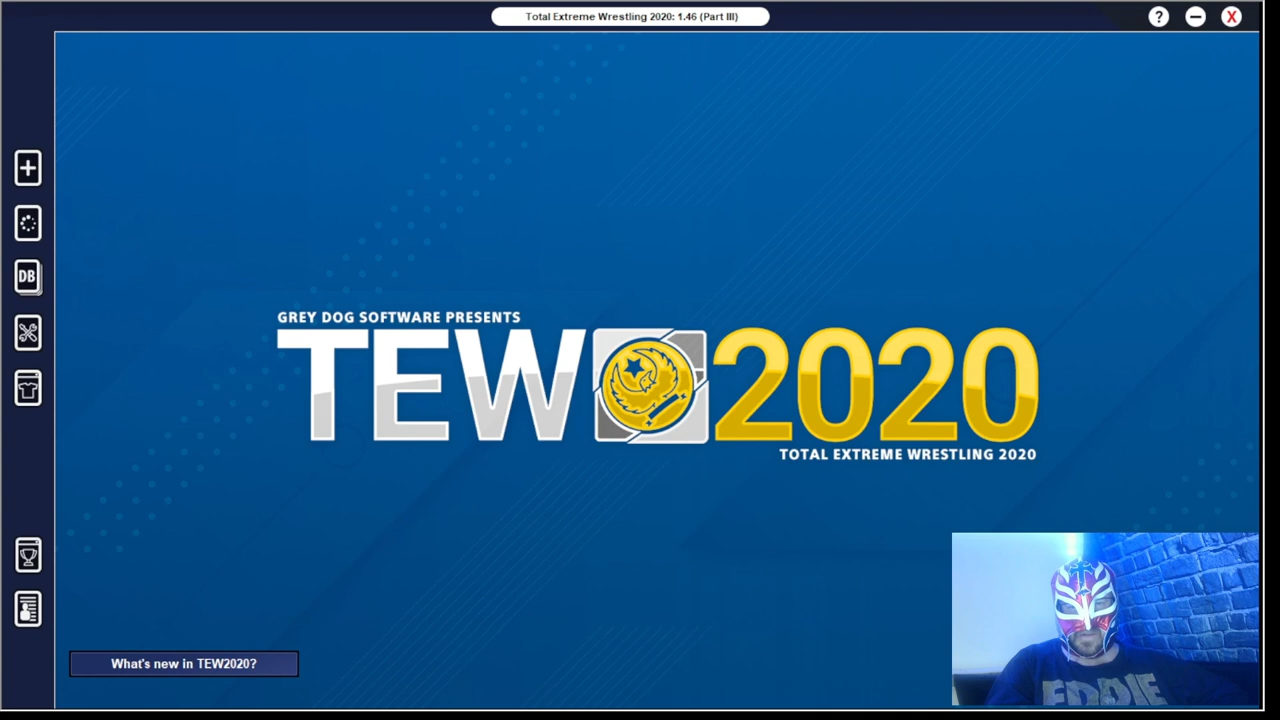 Total Extreme Wrestling 2020: 1.46 (Part III)
?
X
DB
GREY DOG SOFTWARE PRESENTS
TEW 2020
TOTAL EXTREME WRESTLING 2020
What's new in TEW2020?
EDDIE